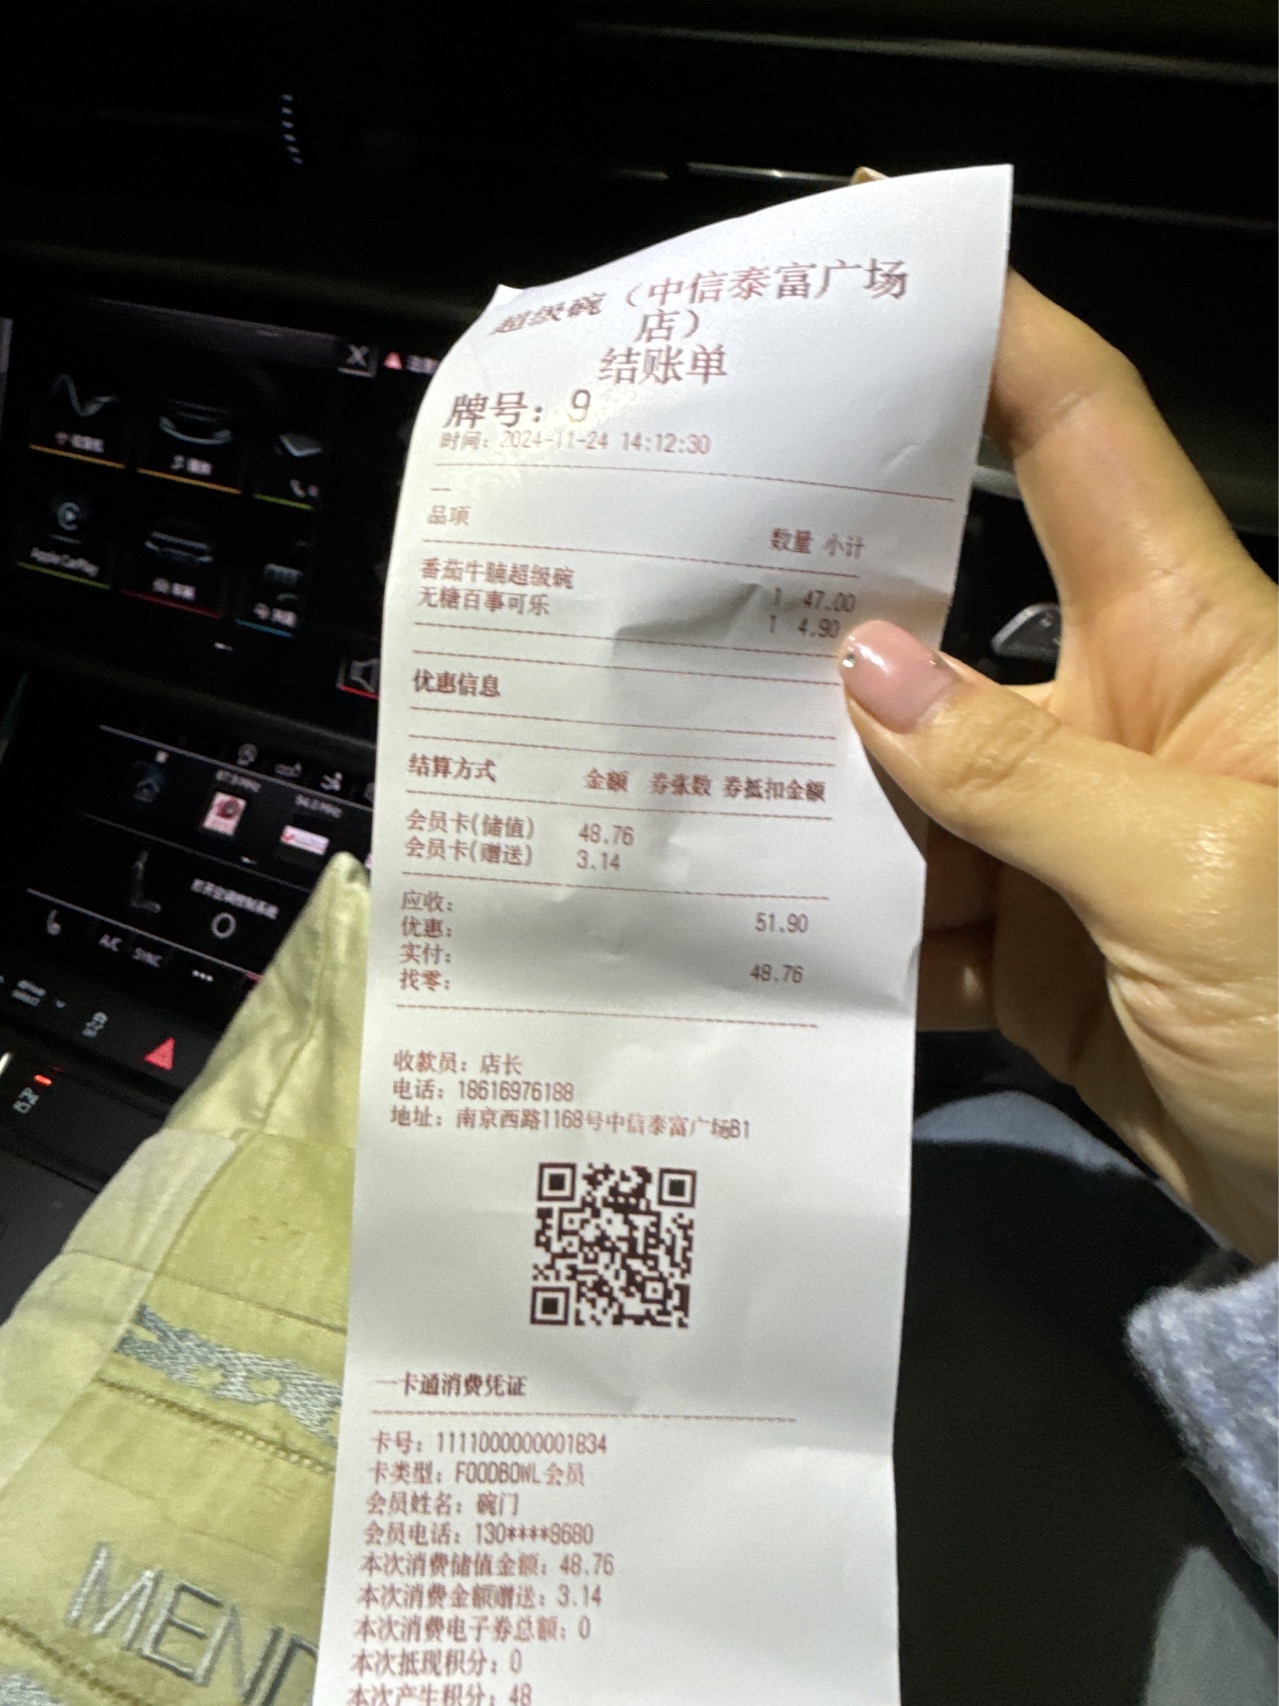 超级碗（中信泰富广场
店）
结账单
牌号：9
时间：2024-11-24 14:12:30
品项 数量 小计
番茄牛腩超级碗 1 47.00
无糖百事可乐 1 4.90
优惠信息
结算方式 金额 券张数 券抵扣金额
会员卡(储值) 48.76
会员卡(赠送) 3.14
应收： 51.90
优惠：
实付： 48.76
找零：
收款员：店长
电话：18616976188
地址：南京西路1168号中信泰富广场B1
一卡通消费凭证
卡号：1111000000001834
卡类型：FOODBOWL会员
会员姓名：碗门
会员电话：130****8680
本次消费储值金额：48.76
本次消费金额赠送：3.14
本次消费电子券总额：0
本次抵现积分：0
本次产生积分：48
Apple CarPlay
A/C
SYNC
MEND